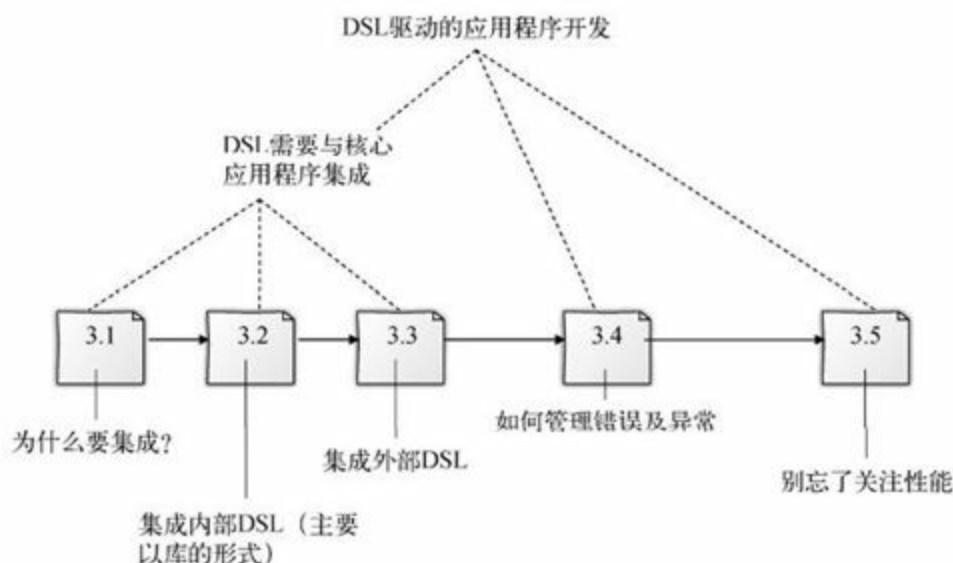 DSL驱动的应用程序开发
DSL需要与核心
应用程序集成
3.1
3.2
3.3
3.4
3.5
为什么要集成?
集成内部DSL（主要
以库的形式）
集成外部DSL
如何管理错误及异常
别忘了关注性能